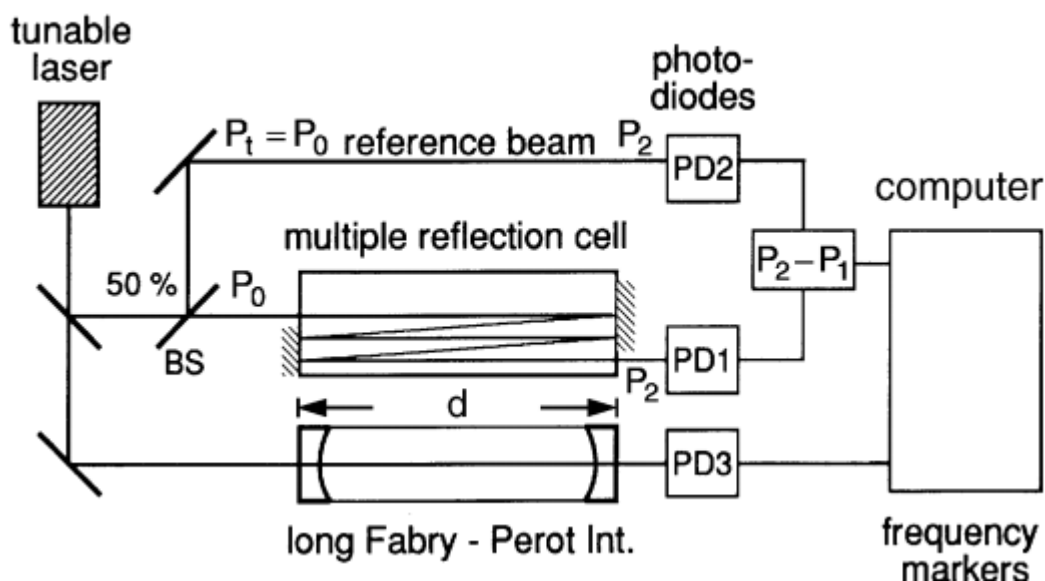 tunable
laser
photo-
diodes
P_t = P_0 reference beam P_2
PD2
computer
multiple reflection cell
50 % P_0
P_2 – P_1
BS
P_2
PD1
d
PD3
long Fabry - Perot Int.
frequency
markers